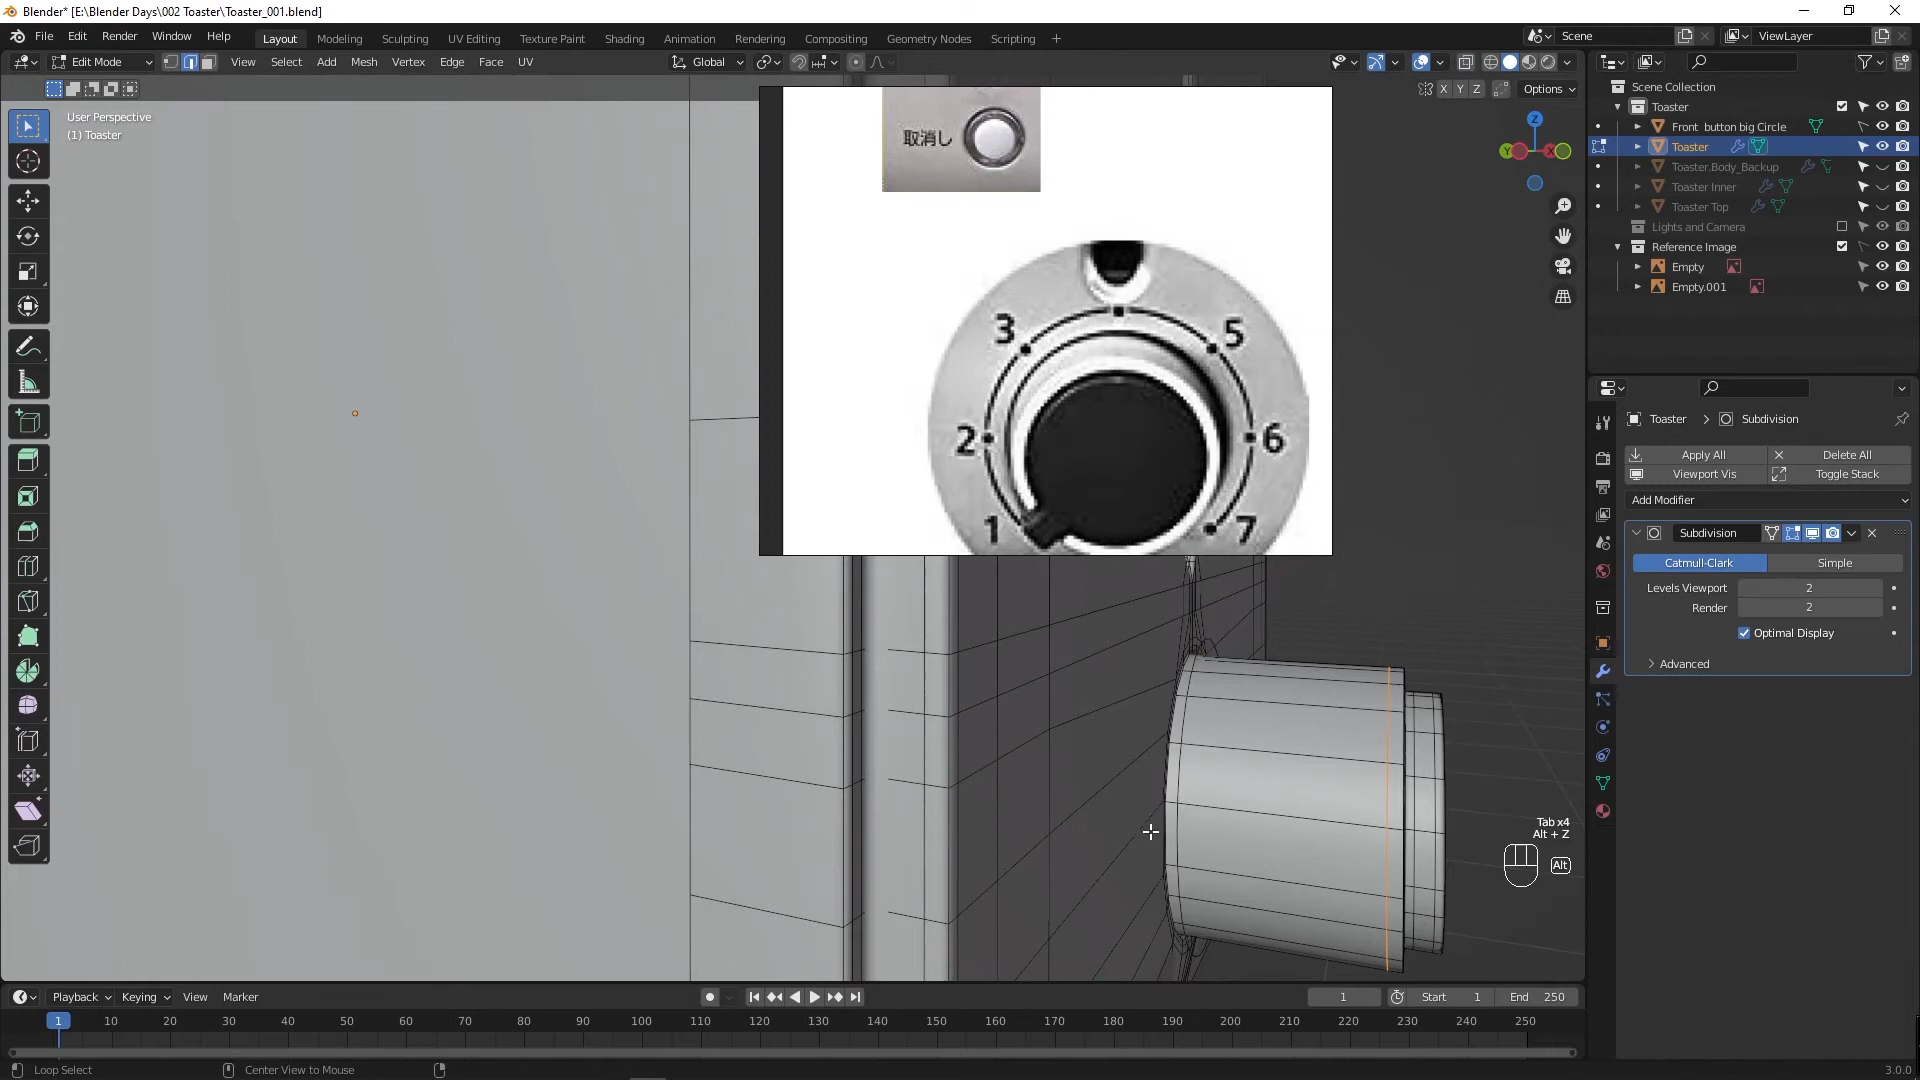 Blender* [E:\Blender Days\002 Toaster\Toaster_001.blend]
File Edit Render Window Help Layout Modeling Sculpting UV Editing Texture Paint Shading Animation Rendering Compositing Geometry Nodes Scripting + Scene ViewLayer
Edit Mode View Select Add Mesh Vertex Edge Face UV Global
X Y Z Options
User Perspective
(1) Toaster
取消し
3 5
2 6
1 7
Z
Y X
Scene Collection
Toaster
Front button big Circle
Toaster
Toaster.Body_Backup
Toaster Inner
Toaster Top
Lights and Camera
Reference Image
Empty
Empty.001
Toaster > Subdivision
Apply All Delete All
Viewport Vis Toggle Stack
Add Modifier
Subdivision
Catmull-Clark Simple
Levels Viewport 2
Render 2
Optimal Display
Advanced
Tab x4
Alt + Z
Alt
Playback Keying View Marker 1 Start 1 End 250
1 10 20 30 40 50 60 70 80 90 100 110 120 130 140 150 160 170 180 190 200 210 220 230 240 250
Loop Select Center View to Mouse 3.0.0